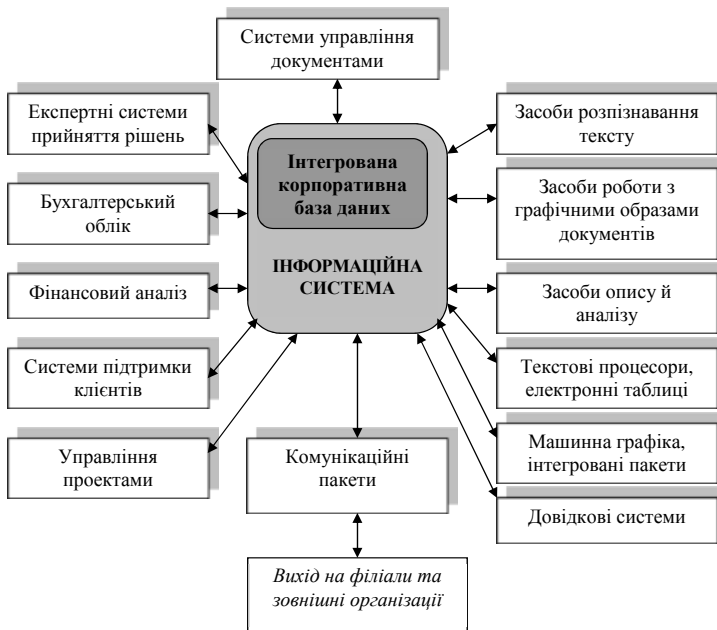 Системи управління
документами
Експертні системи
прийняття рішень
Бухгалтерський
облік
Фінансовий аналіз
Системи підтримки
клієнтів
Управління
проектами
Інтегрована
корпоративна
база даних
ІНФОРМАЦІЙНА
СИСТЕМА
Комунікаційні
пакети
Вихід на філіали та
зовнішні організації
Засоби розпізнавання
тексту
Засоби роботи з
графічними образами
документів
Засоби опису й
аналізу
Текстові процесори,
електронні таблиці
Машинна графіка,
інтегровані пакети
Довідкові системи